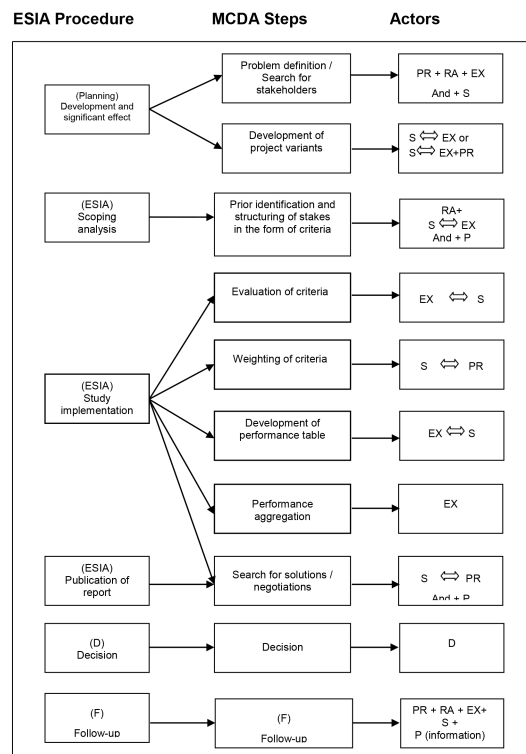 ESIA Procedure MCDA Steps Actors
(Planning)
Development and
significant effect
Problem definition /
Search for
stakeholders
PR + RA + EX
And + S
Development of
project variants
S ⇔ EX or
S ⇔ EX+PR
(ESIA)
Scoping
analysis
Prior identification and
structuring of stakes
in the form of criteria
RA+
S ⇔ EX
And + P
(ESIA)
Study
implementation
Evaluation of criteria
EX ⇔ S
Weighting of criteria
S ⇔ PR
Development of
performance table
EX ⇔ S
Performance
aggregation
EX
(ESIA)
Publication of
report
Search for solutions /
negotiations
S ⇔ PR
And + P
(D)
Decision
Decision
D
(F)
Follow-up
(F)
Follow-up
PR + RA + EX+
S +
P (information)